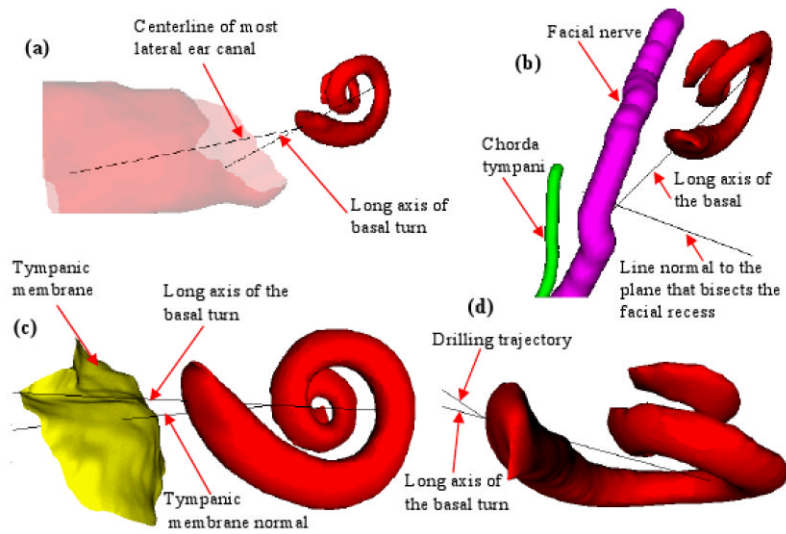 (a)
Centerline of most
lateral ear canal
Long axis of
basal turn
(b)
Facial nerve
Chorda
tympani
Long axis of
the basal
Line normal to the
plane that bisects the
facial recess
(c)
Tympanic
membrane
Long axis of the
basal turn
Tympanic
membrane normal
(d)
Drilling trajectory
Long axis of
the basal turn